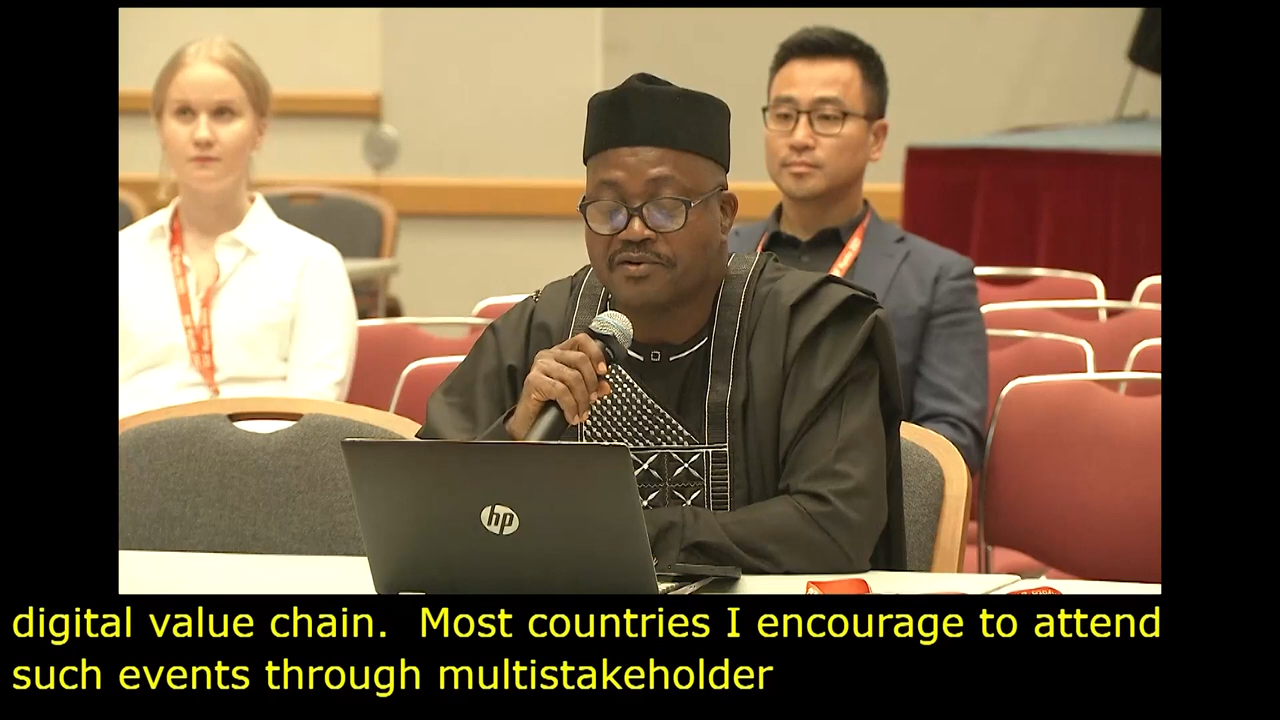 hp
digital value chain.  Most countries I encourage to attend
such events through multistakeholder